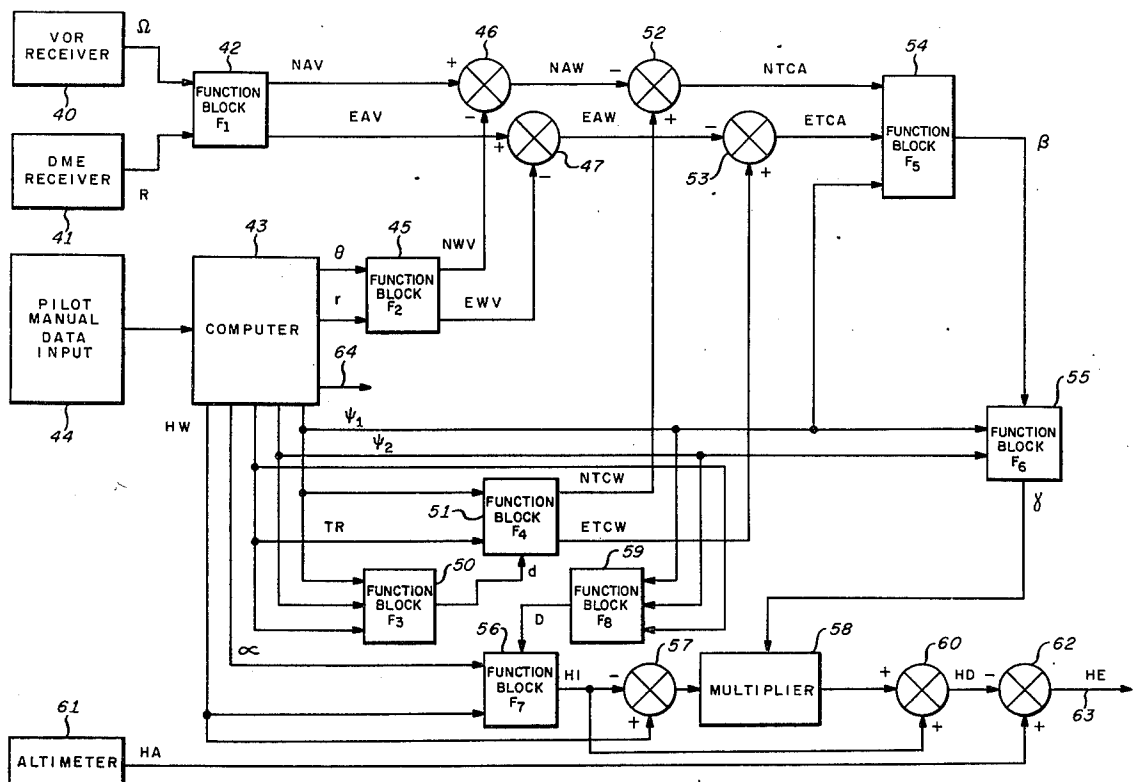 VOR
RECEIVER
40
Ω
DME
RECEIVER
41
R
42
FUNCTION
BLOCK
F₁
NAV
EAV
46
+
−
NAW
47
+
−
EAW
52
−
+
NTCA
53
−
+
ETCA
54
FUNCTION
BLOCK
F₅
β
PILOT
MANUAL
DATA
INPUT
44
43
COMPUTER
θ
r
45
FUNCTION
BLOCK
F₂
NWV
EWV
64
HW
ψ₁
ψ₂
55
FUNCTION
BLOCK
F₆
γ
TR
51
FUNCTION
BLOCK
F₄
NTCW
ETCW
50
FUNCTION
BLOCK
F₃
d
59
FUNCTION
BLOCK
F₈
D
∝
56
FUNCTION
BLOCK
F₇
HI
57
−
+
58
MULTIPLIER
60
+
+
HD
62
−
+
HE
63
61
ALTIMETER
HA